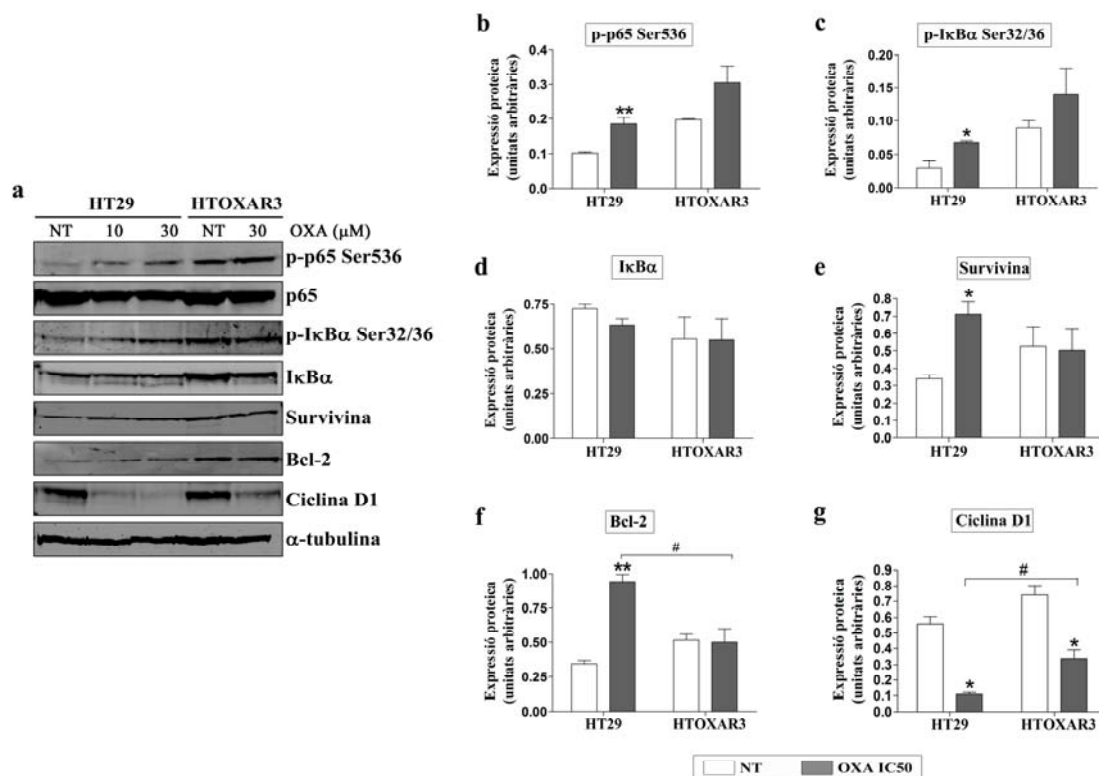 a
HT29 HTOXAR3
NT 10 30 NT 30 OXA (μM)
p-p65 Ser536
p65
p-IκBα Ser32/36
IκBα
Survivina
Bcl-2
Ciclina D1
α-tubulina
b
p-p65 Ser536
Expressió proteica
(unitats arbitràries)
0.4
0.3
0.2
0.1
0.0
**
HT29 HTOXAR3
c
p-IκBα Ser32/36
Expressió proteica
(unitats arbitràries)
0.20
0.15
0.10
0.05
0.00
*
HT29 HTOXAR3
d
IκBα
Expressió proteica
(unitats arbitràries)
0.75
0.50
0.25
0.00
HT29 HTOXAR3
e
Survivina
Expressió proteica
(unitats arbitràries)
0.8
0.7
0.6
0.5
0.4
0.3
0.2
0.1
0.0
*
HT29 HTOXAR3
f
Bcl-2
Expressió proteica
(unitats arbitràries)
1.00
0.75
0.50
0.25
0.00
**
#
HT29 HTOXAR3
g
Ciclina D1
Expressió proteica
(unitats arbitràries)
0.9
0.8
0.7
0.6
0.5
0.4
0.3
0.2
0.1
0.0
#
* *
HT29 HTOXAR3
NT OXA IC50